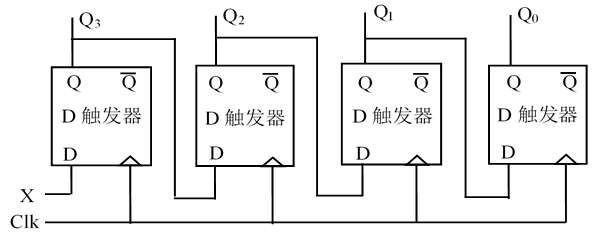 Q₃ Q₂ Q₁ Q₀
Q Q̅ Q Q̅ Q Q̅ Q Q̅
D 触发器 D 触发器 D 触发器 D 触发器
D D D D
X
Clk